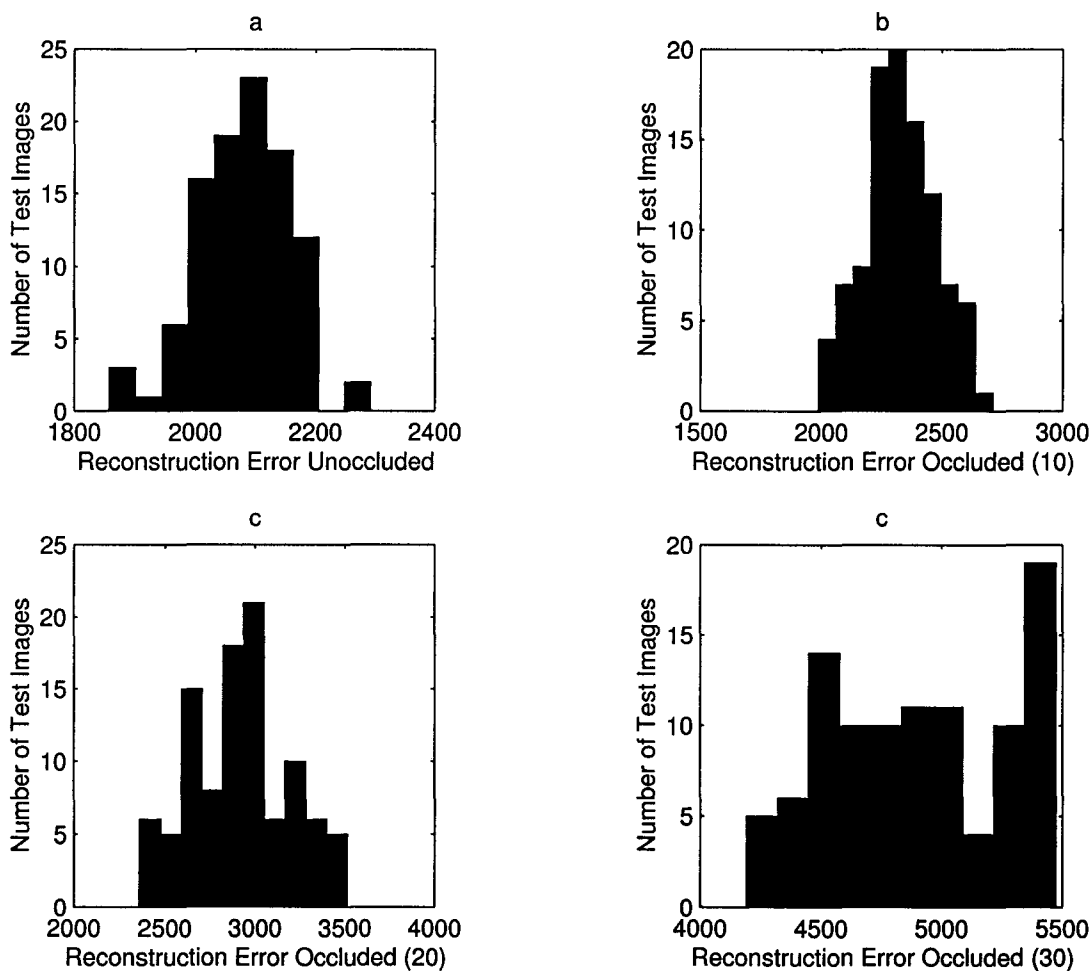 a
25
20
15
10
5
0
Number of Test Images
1800 2000 2200 2400
Reconstruction Error Unoccluded
b
20
15
10
5
0
Number of Test Images
1500 2000 2500 3000
Reconstruction Error Occluded (10)
c
25
20
15
10
5
0
Number of Test Images
2000 2500 3000 3500 4000
Reconstruction Error Occluded (20)
c
20
15
10
5
0
Number of Test Images
4000 4500 5000 5500
Reconstruction Error Occluded (30)